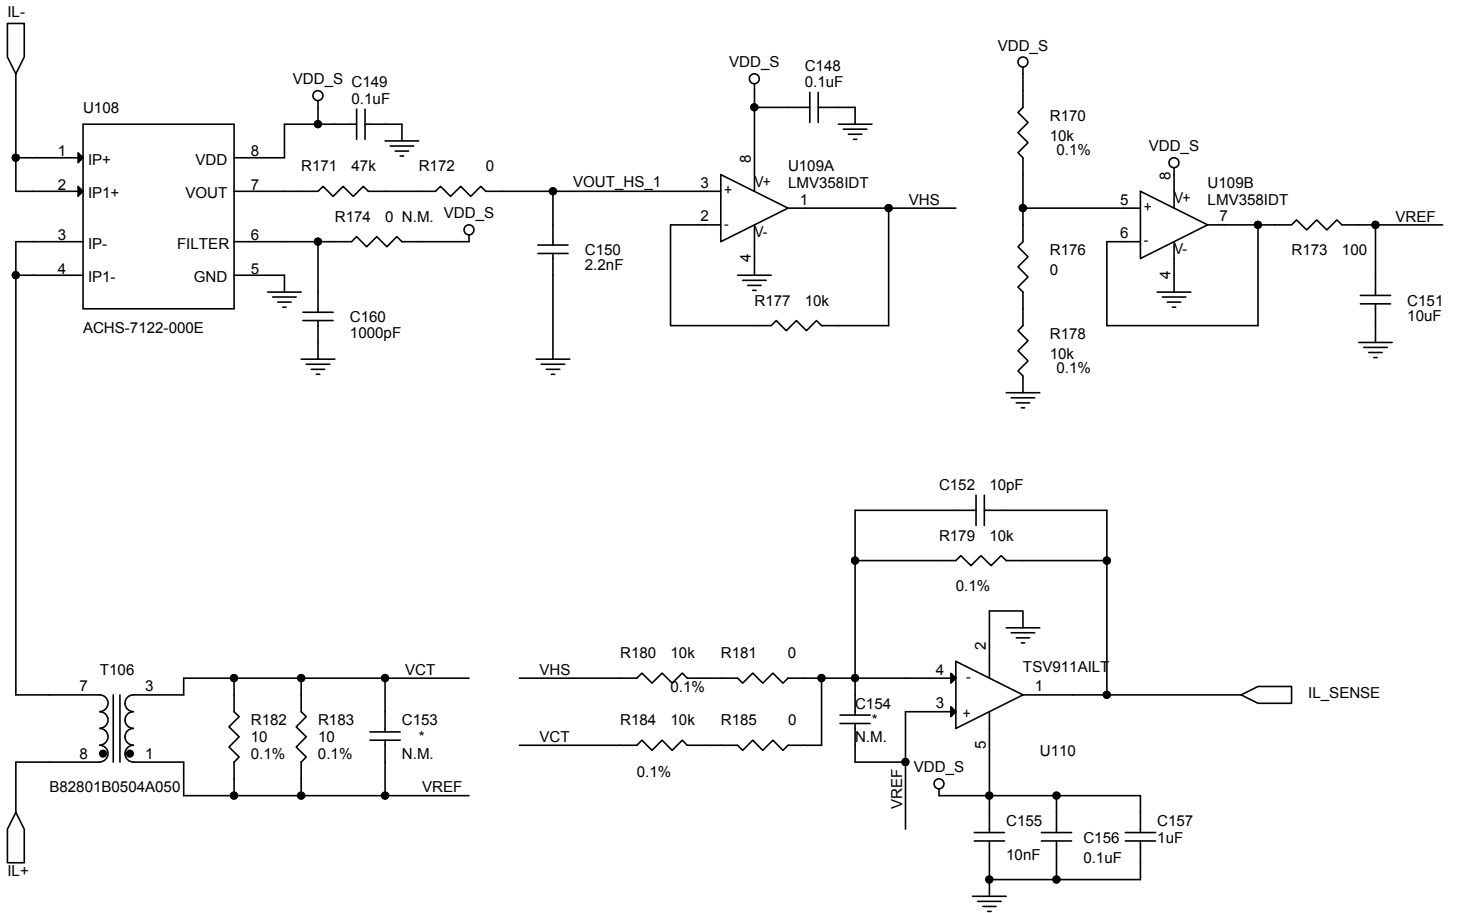 IL-
U108
1
IP+
2
IP1+
3
IP-
4
IP1-
VDD
8
VOUT
7
FILTER
6
GND
5
ACHS-7122-000E
VDD_S
C149
0.1uF
R171 47k
R172 0
R174 0 N.M.
VDD_S
C160
1000pF
VOUT_HS_1
C150
2.2nF
VDD_S
C148
0.1uF
8
V+
U109A
LMV358IDT
3
+
2
-
1
V-
4
VHS
R177 10k
VDD_S
R170
10k
0.1%
R176
0
R178
10k
0.1%
VDD_S
8
V+
U109B
LMV358IDT
5
+
6
-
7
V-
4
R173 100
VREF
C151
10uF
C152 10pF
R179 10k
0.1%
T106
7
3
8
1
B82801B0504A050
IL+
VCT
R182
10
0.1%
R183
10
0.1%
C153
*
N.M.
VREF
VHS
R180 10k
0.1%
R181 0
VCT
R184 10k
0.1%
R185 0
C154
*
N.M.
VREF
2
TSV911AILT
4
-
3
+
1
5
U110
IL_SENSE
VDD_S
C155
10nF
C156
0.1uF
C157
1uF